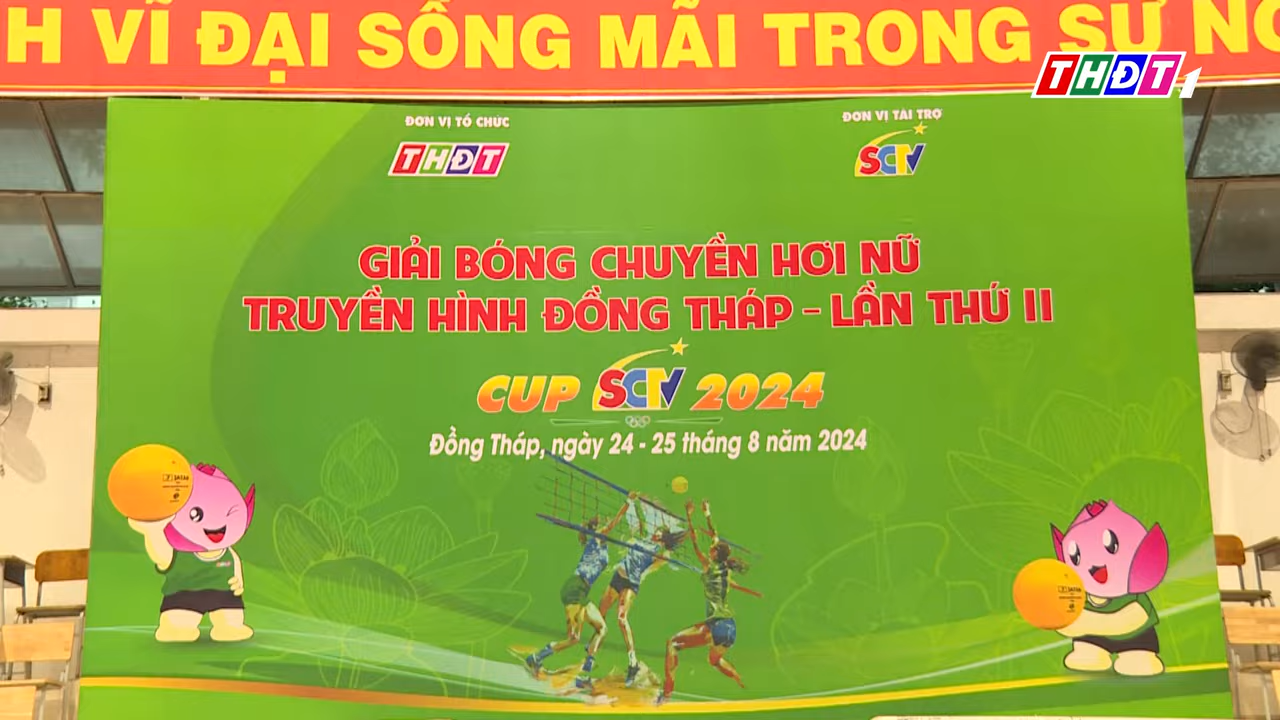 H VĨ ĐẠI SỐNG MÃI TRONG SỰ NG
THĐT1
ĐƠN VỊ TỔ CHỨC
THĐT
ĐƠN VỊ TÀI TRỢ
SCTV
GIẢI BÓNG CHUYỀN HƠI NỮ
TRUYỀN HÌNH ĐỒNG THÁP - LẦN THỨ II
CUP SCTV 2024
Đồng Tháp, ngày 24 - 25 tháng 8 năm 2024